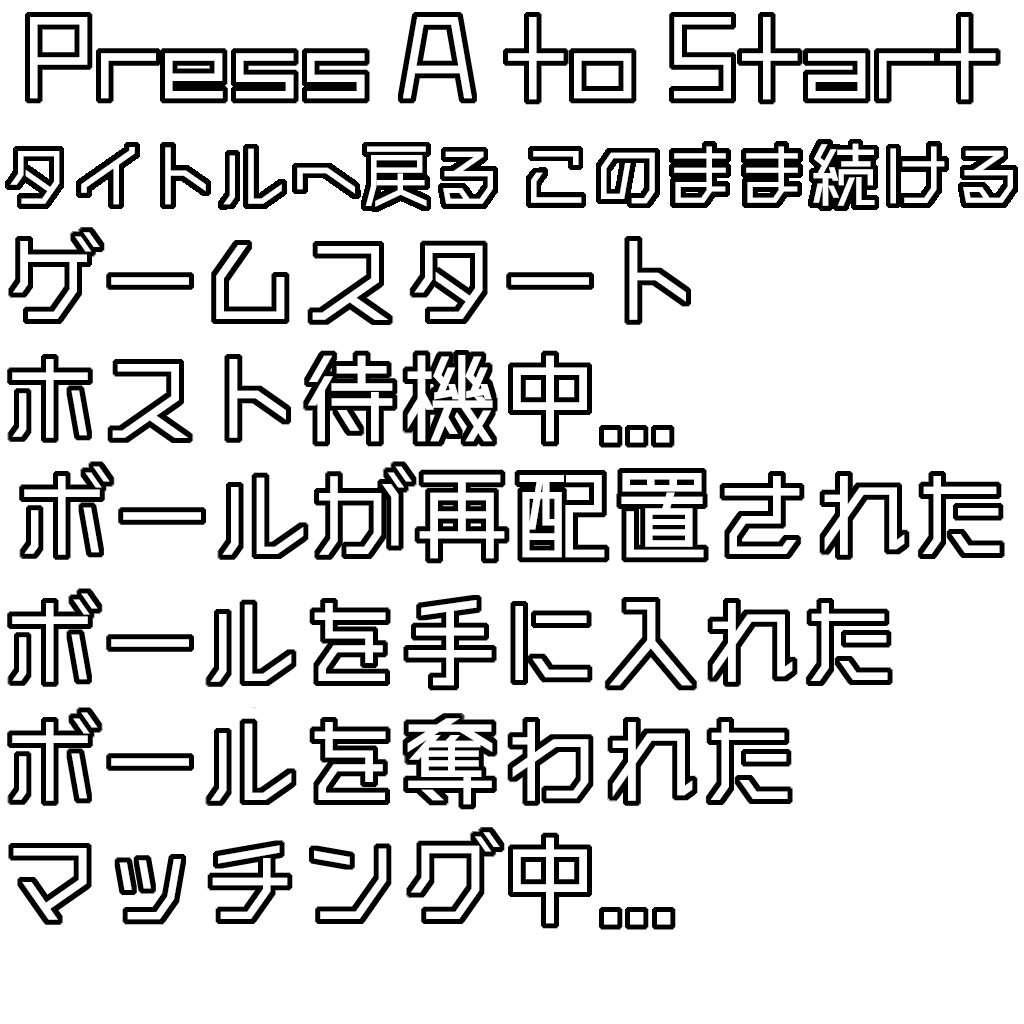 Press A to Start
タイトルへ戻る このまま続ける
ゲームスタート
ホスト待機中...
ボールが再配置された
ボールを手に入れた
ボールを奪われた
マッチング中...